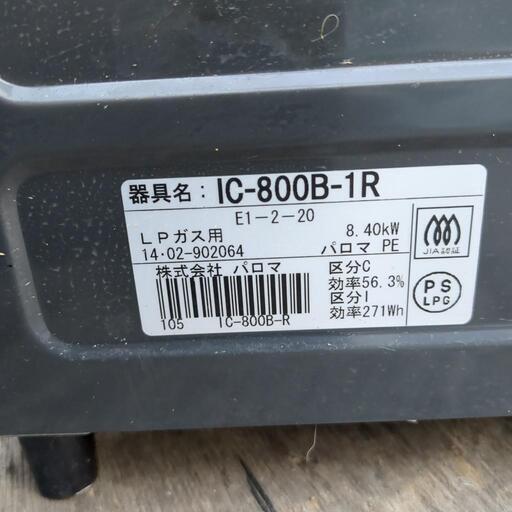 器具名：IC-800B-1R
E1-2-20
LPガス用 8.40kW
14・02-902064 パロマ PE
株式会社 パロマ
区分C
効率56.3%
区分I
効率271Wh
105 IC-800B-R
JIA認証
PS
LPG